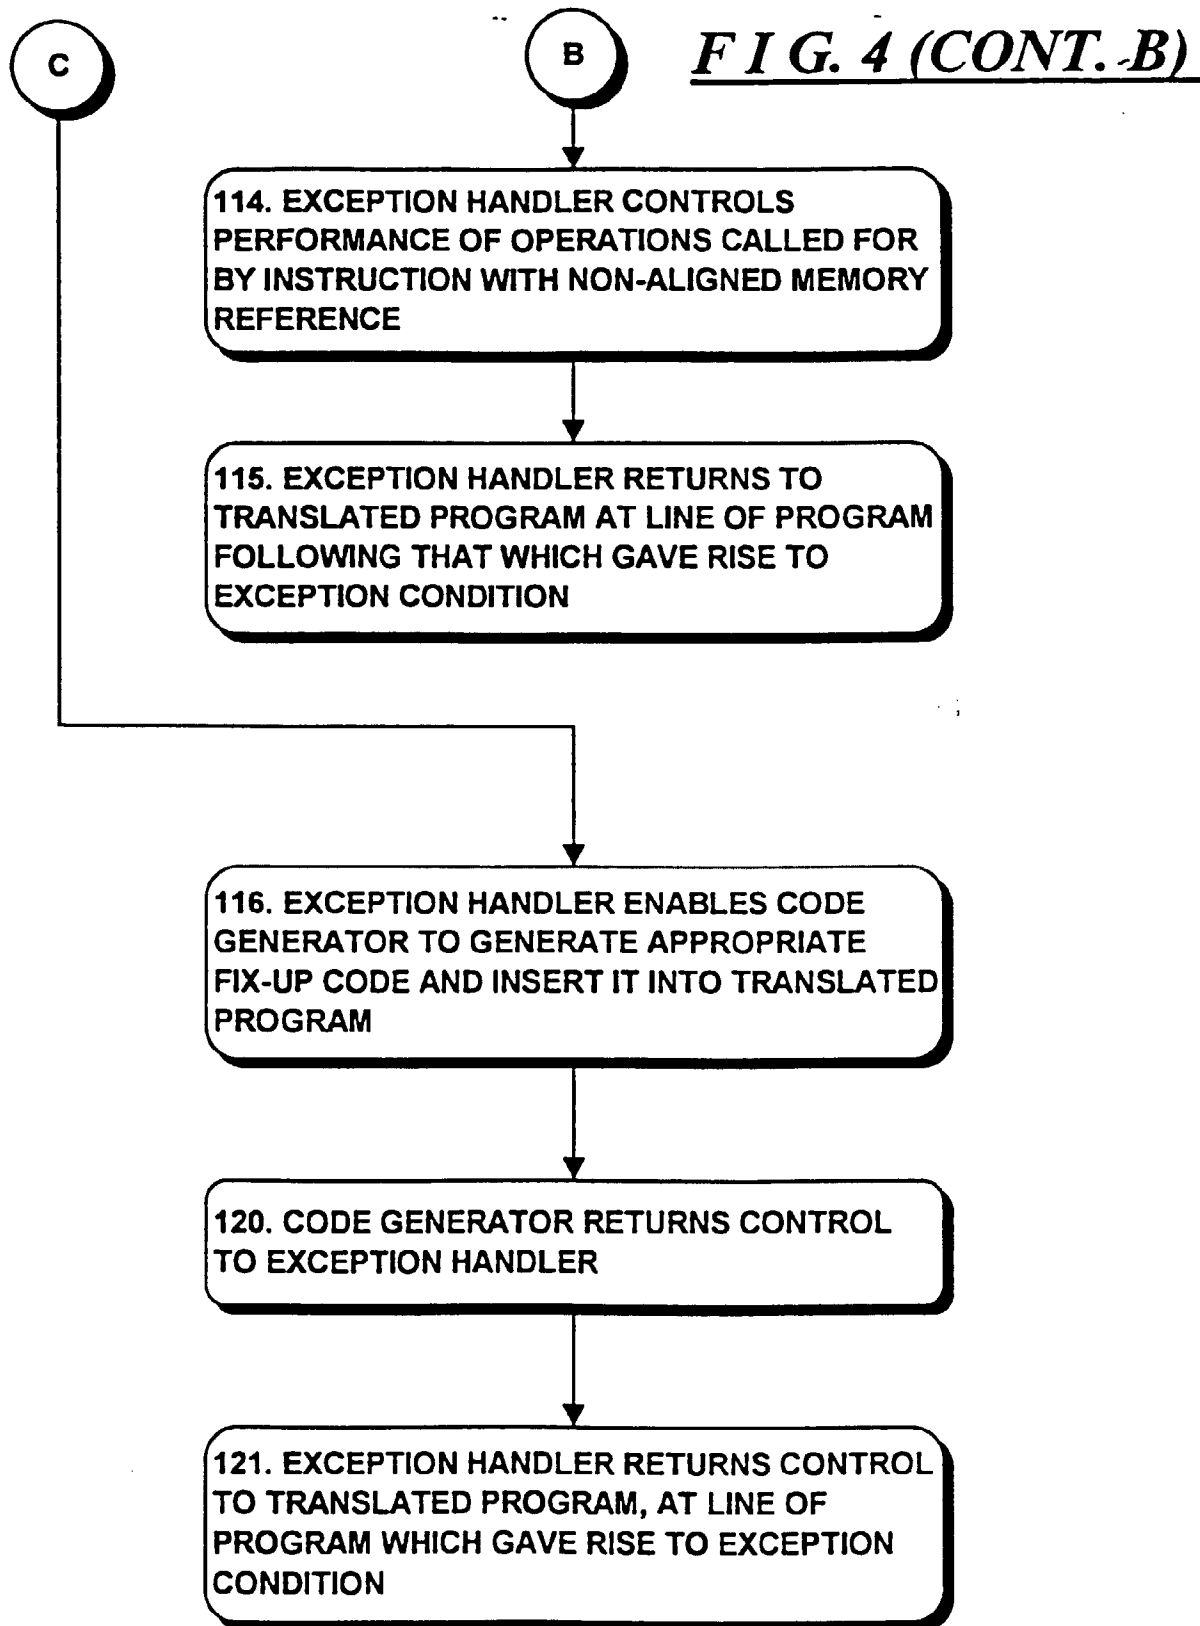 C
B
F I G. 4 (CONT. B)
114. EXCEPTION HANDLER CONTROLS
PERFORMANCE OF OPERATIONS CALLED FOR
BY INSTRUCTION WITH NON-ALIGNED MEMORY
REFERENCE
115. EXCEPTION HANDLER RETURNS TO
TRANSLATED PROGRAM AT LINE OF PROGRAM
FOLLOWING THAT WHICH GAVE RISE TO
EXCEPTION CONDITION
116. EXCEPTION HANDLER ENABLES CODE
GENERATOR TO GENERATE APPROPRIATE
FIX-UP CODE AND INSERT IT INTO TRANSLATED
PROGRAM
120. CODE GENERATOR RETURNS CONTROL
TO EXCEPTION HANDLER
121. EXCEPTION HANDLER RETURNS CONTROL
TO TRANSLATED PROGRAM, AT LINE OF
PROGRAM WHICH GAVE RISE TO EXCEPTION
CONDITION